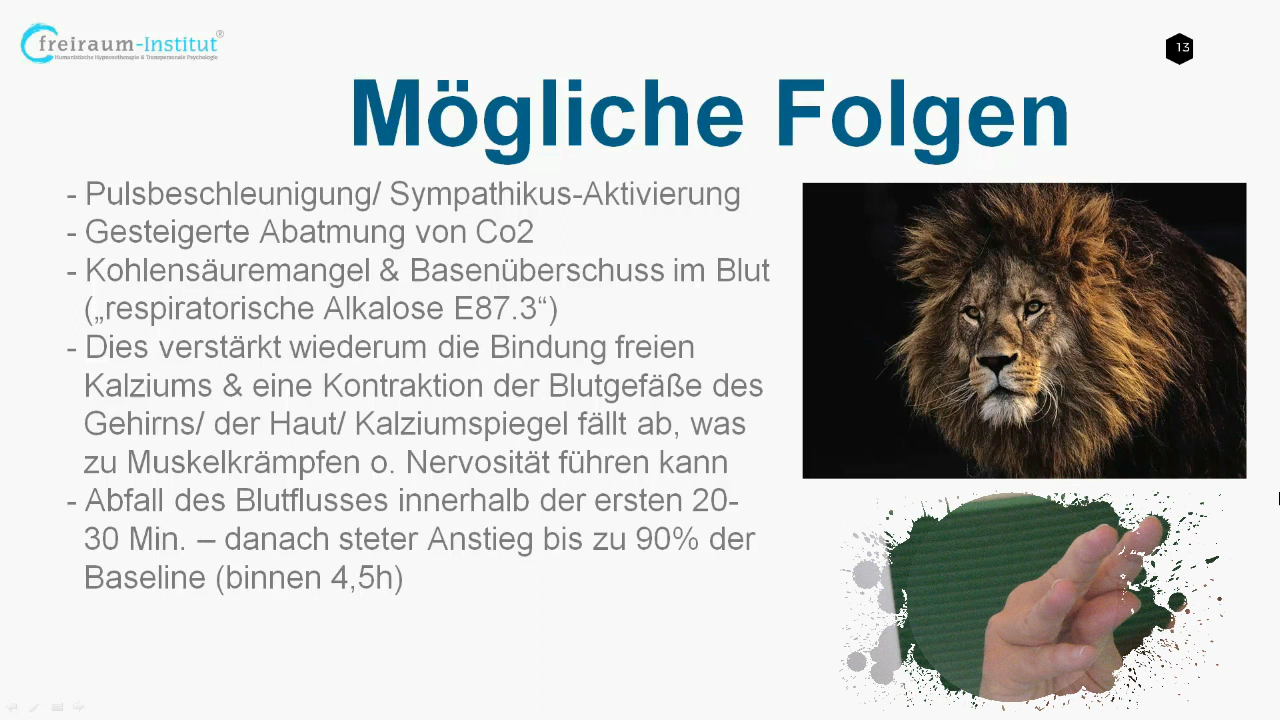 freiraum-Institut®
Humanistische Hypnosetherapie & Transpersonale Psychologie
13
Mögliche Folgen
- Pulsbeschleunigung/ Sympathikus-Aktivierung
- Gesteigerte Abatmung von Co2
- Kohlensäuremangel & Basenüberschuss im Blut
(„respiratorische Alkalose E87.3“)
- Dies verstärkt wiederum die Bindung freien
Kalziums & eine Kontraktion der Blutgefäße des
Gehirns/ der Haut/ Kalziumspiegel fällt ab, was
zu Muskelkrämpfen o. Nervosität führen kann
- Abfall des Blutflusses innerhalb der ersten 20-
30 Min. – danach steter Anstieg bis zu 90% der
Baseline (binnen 4,5h)